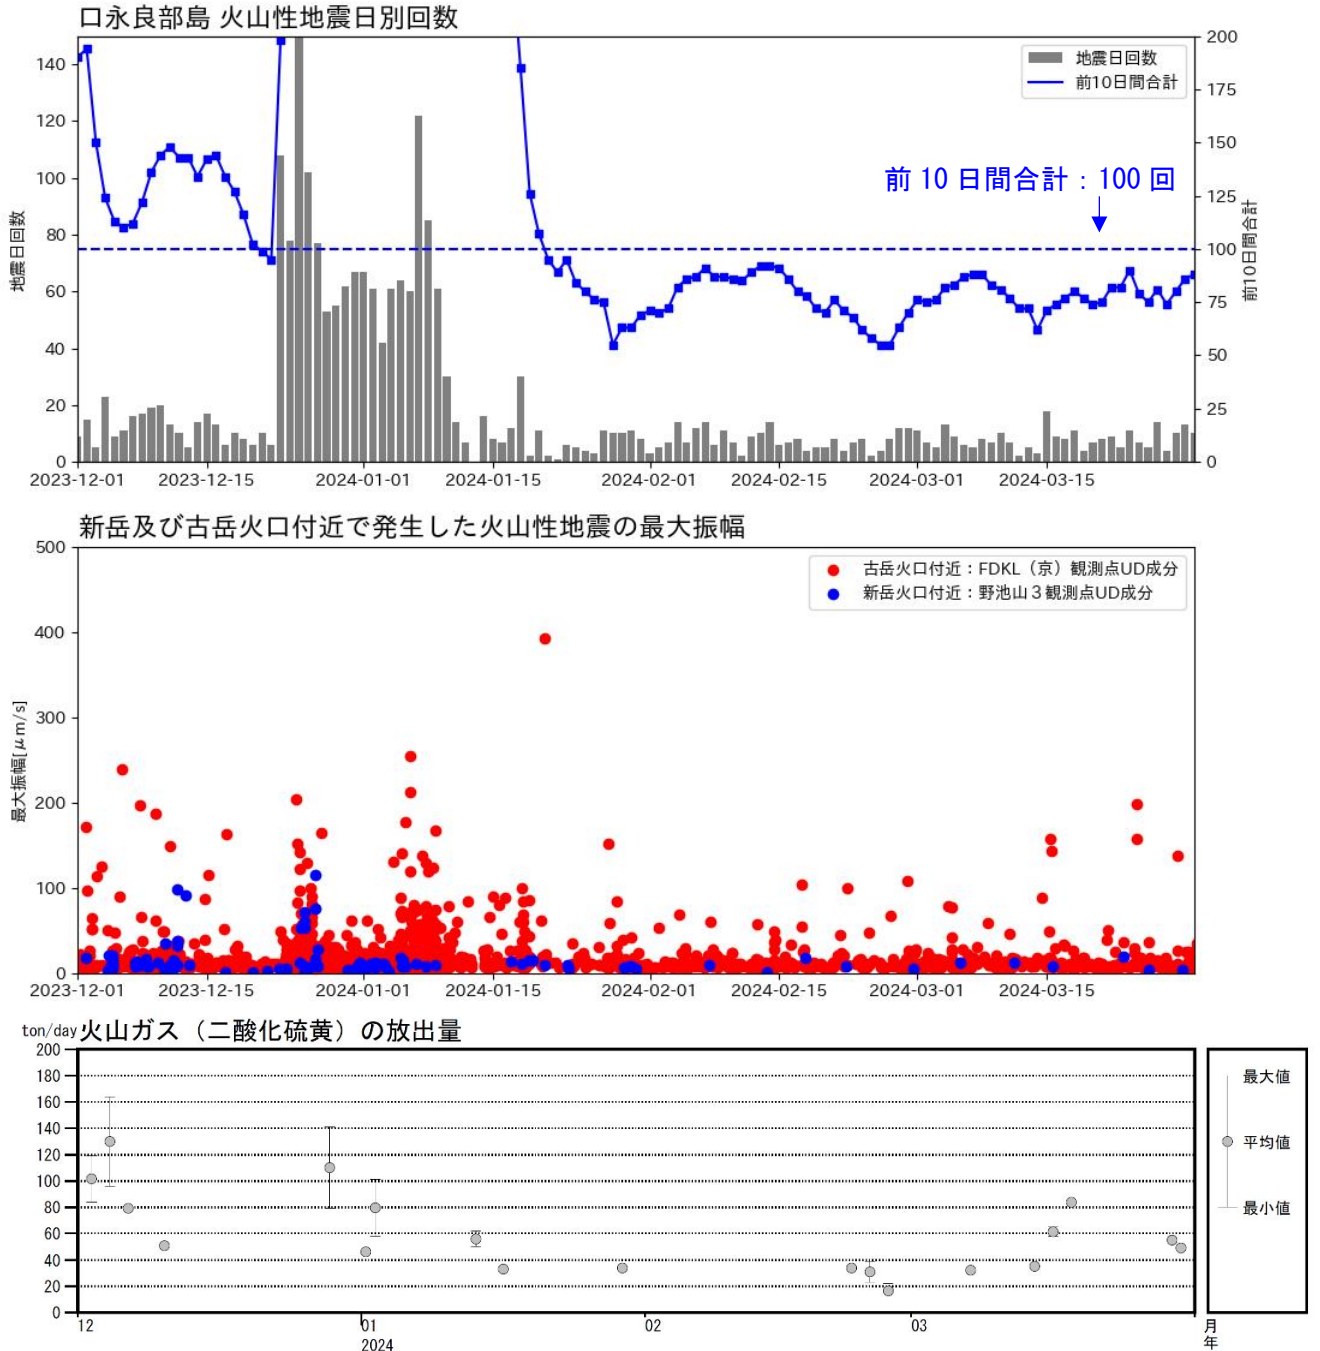 口永良部島 火山性地震日別回数
地震日回数
140
120
100
80
60
40
20
0
前10日間合計
200
175
150
125
100
75
50
25
0
地震日回数
前10日間合計
前10日間合計：100回
2023-12-01 2023-12-15 2024-01-01 2024-01-15 2024-02-01 2024-02-15 2024-03-01 2024-03-15
新岳及び古岳火口付近で発生した火山性地震の最大振幅
最大振幅[μm/s]
500
400
300
200
100
0
古岳火口付近：FDKL（京）観測点UD成分
新岳火口付近：野池山３観測点UD成分
2023-12-01 2023-12-15 2024-01-01 2024-01-15 2024-02-01 2024-02-15 2024-03-01 2024-03-15
ton/day 火山ガス（二酸化硫黄）の放出量
200
180
160
140
120
100
80
60
40
20
0
最大値
平均値
最小値
12 01 02 03 月
2024 年